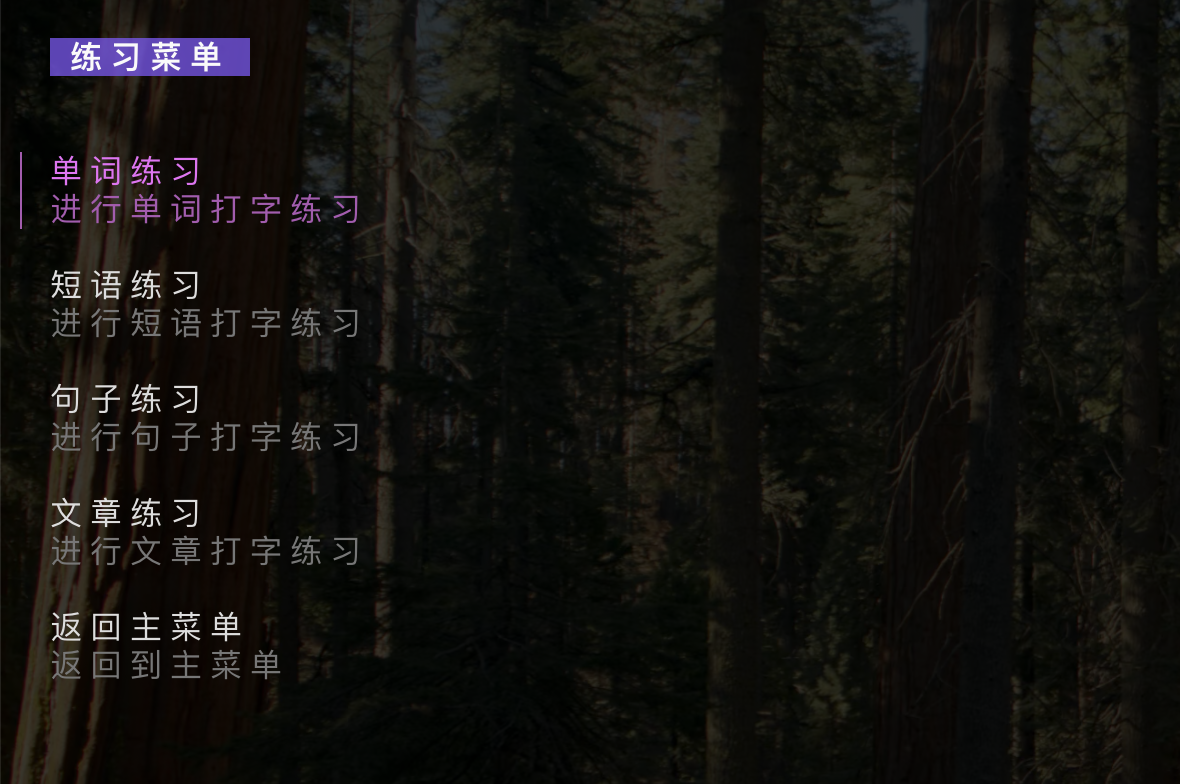 练习菜单
单词练习
进行单词打字练习
短语练习
进行短语打字练习
句子练习
进行句子打字练习
文章练习
进行文章打字练习
返回主菜单
返回到主菜单